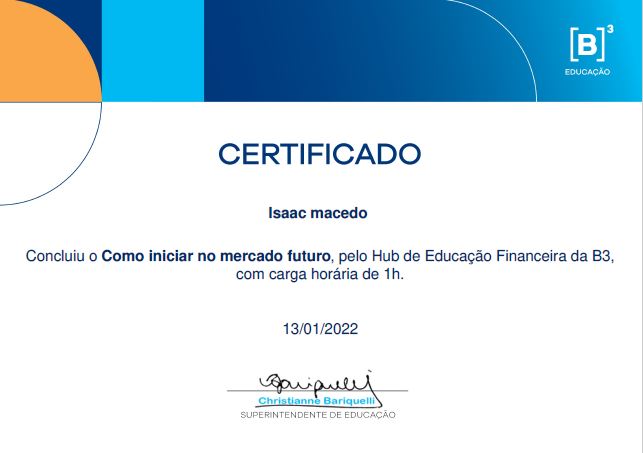 [B]³
EDUCAÇÃO
CERTIFICADO
Isaac macedo
Concluiu o Como iniciar no mercado futuro, pelo Hub de Educação Financeira da B3,
com carga horária de 1h.
13/01/2022
Bariquelli
Christianne Bariquelli
SUPERINTENDENTE DE EDUCAÇÃO